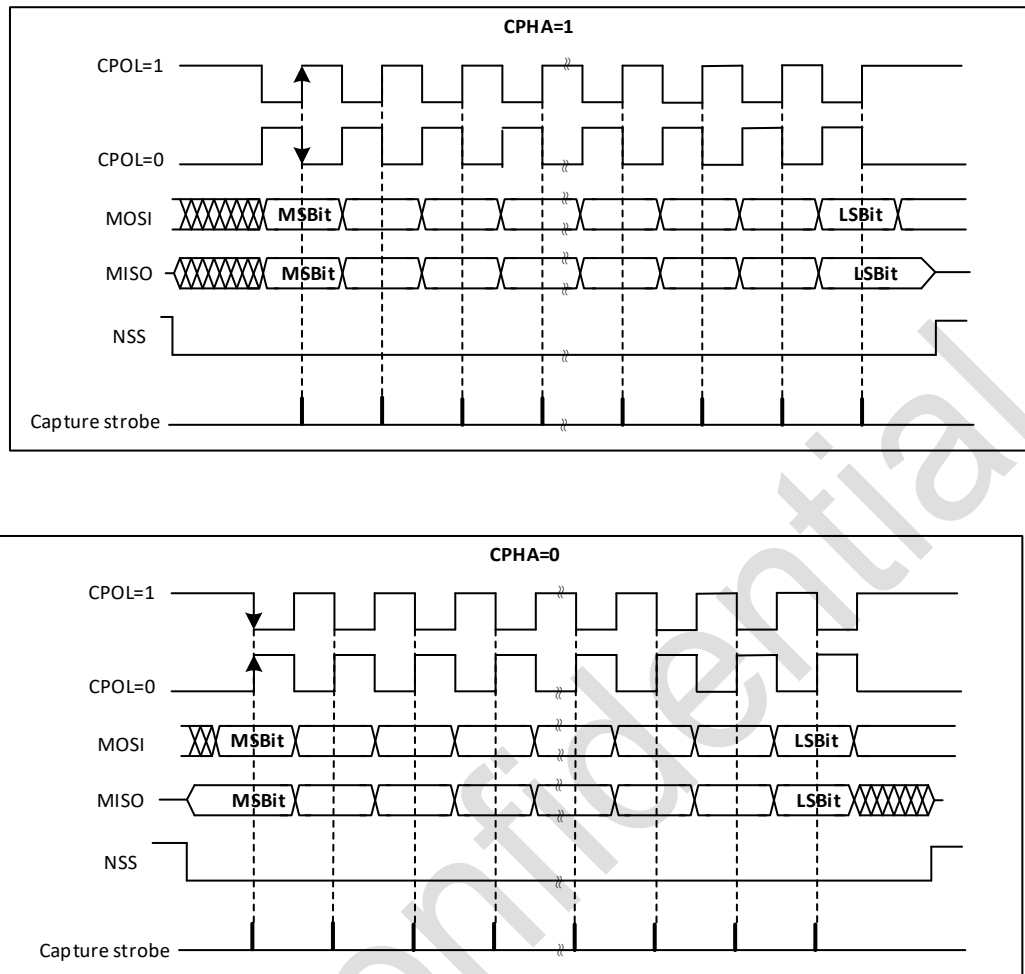 CPHA=1
CPOL=1
CPOL=0
MOSI MSBit LSBit
MISO MSBit LSBit
NSS
Capture strobe
CPHA=0
CPOL=1
CPOL=0
MOSI MSBit LSBit
MISO MSBit LSBit
NSS
Capture strobe
onfidential